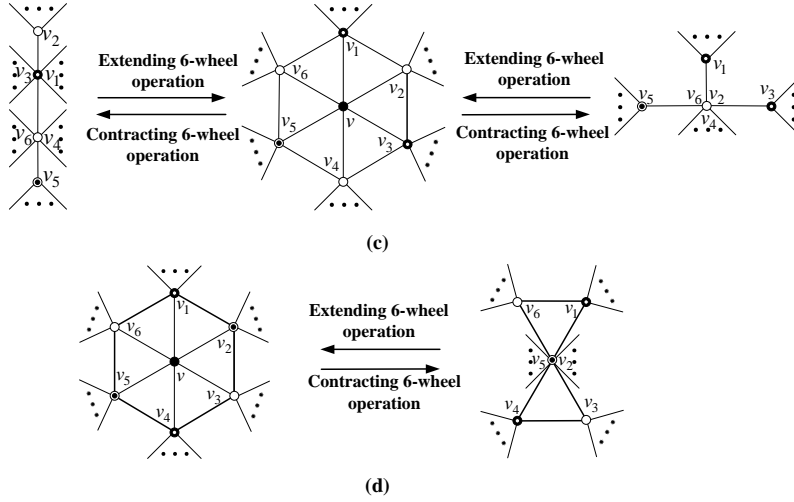 v2
v3 v1
v6 v4
v5
Extending 6-wheel
operation
Contracting 6-wheel
operation
v1
v6
v2
v
v5
v3
v4
Extending 6-wheel
operation
Contracting 6-wheel
operation
v1
v5
v6 v2
v3
v4
(c)
v1
v6
v2
v
v5
v3
v4
Extending 6-wheel
operation
Contracting 6-wheel
operation
v6 v1
v5 v2
v4 v3
(d)